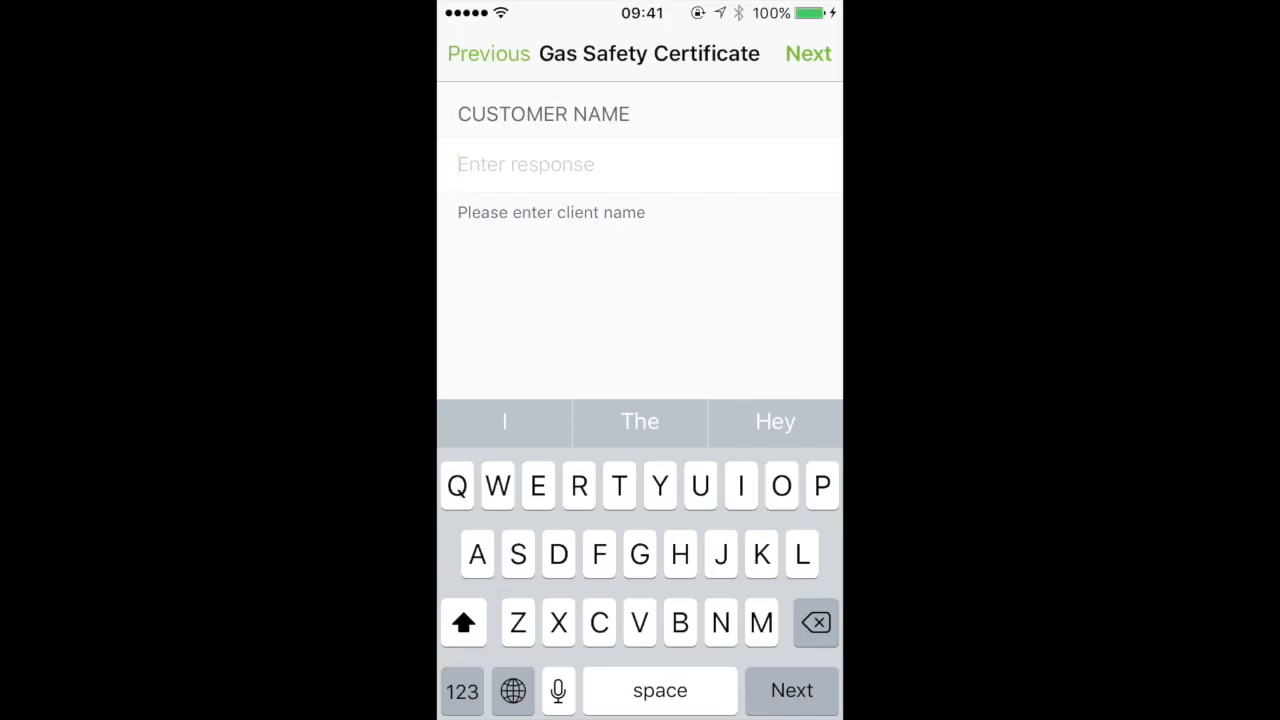 09:41 100%
Previous Gas Safety Certificate Next
CUSTOMER NAME
Enter response
Please enter client name
I The Hey
Q W E R T Y U I O P
A S D F G H J K L
Z X C V B N M
123 space Next